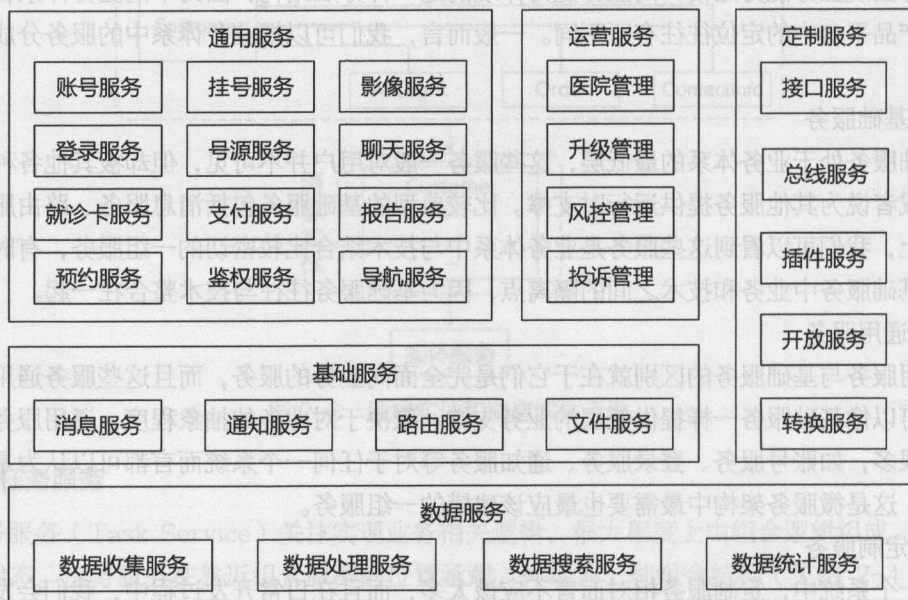 通用服务
账号服务 挂号服务 影像服务
登录服务 号源服务 聊天服务
就诊卡服务 支付服务 报告服务
预约服务 鉴权服务 导航服务
运营服务
医院管理
升级管理
风控管理
投诉管理
定制服务
接口服务
总线服务
插件服务
开放服务
转换服务
基础服务
消息服务 通知服务 路由服务 文件服务
数据服务
数据收集服务 数据处理服务 数据搜索服务 数据统计服务